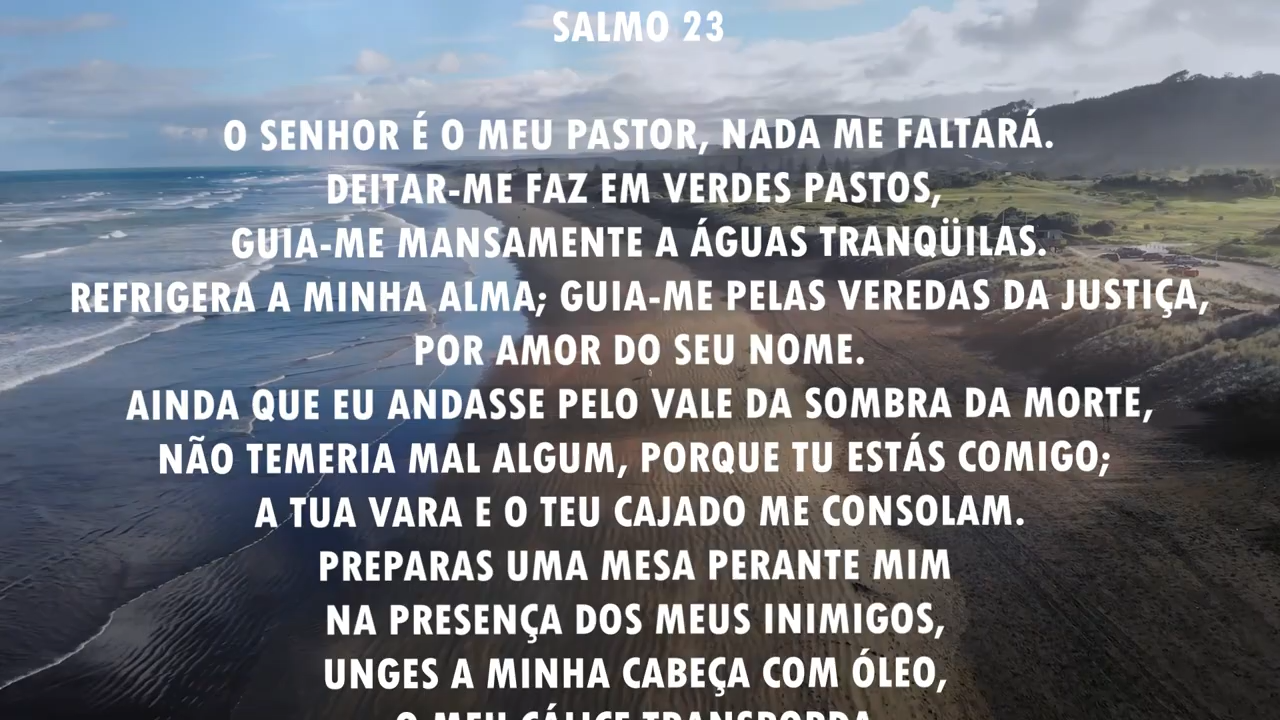 SALMO 23
O SENHOR É O MEU PASTOR, NADA ME FALTARÁ.
DEITAR-ME FAZ EM VERDES PASTOS,
GUIA-ME MANSAMENTE A ÁGUAS TRANQÜILAS.
REFRIGERA A MINHA ALMA; GUIA-ME PELAS VEREDAS DA JUSTIÇA,
POR AMOR DO SEU NOME.
AINDA QUE EU ANDASSE PELO VALE DA SOMBRA DA MORTE,
NÃO TEMERIA MAL ALGUM, PORQUE TU ESTÁS COMIGO;
A TUA VARA E O TEU CAJADO ME CONSOLAM.
PREPARAS UMA MESA PERANTE MIM
NA PRESENÇA DOS MEUS INIMIGOS,
UNGES A MINHA CABEÇA COM ÓLEO,
O MEU CÁLICE TRANSBORDA